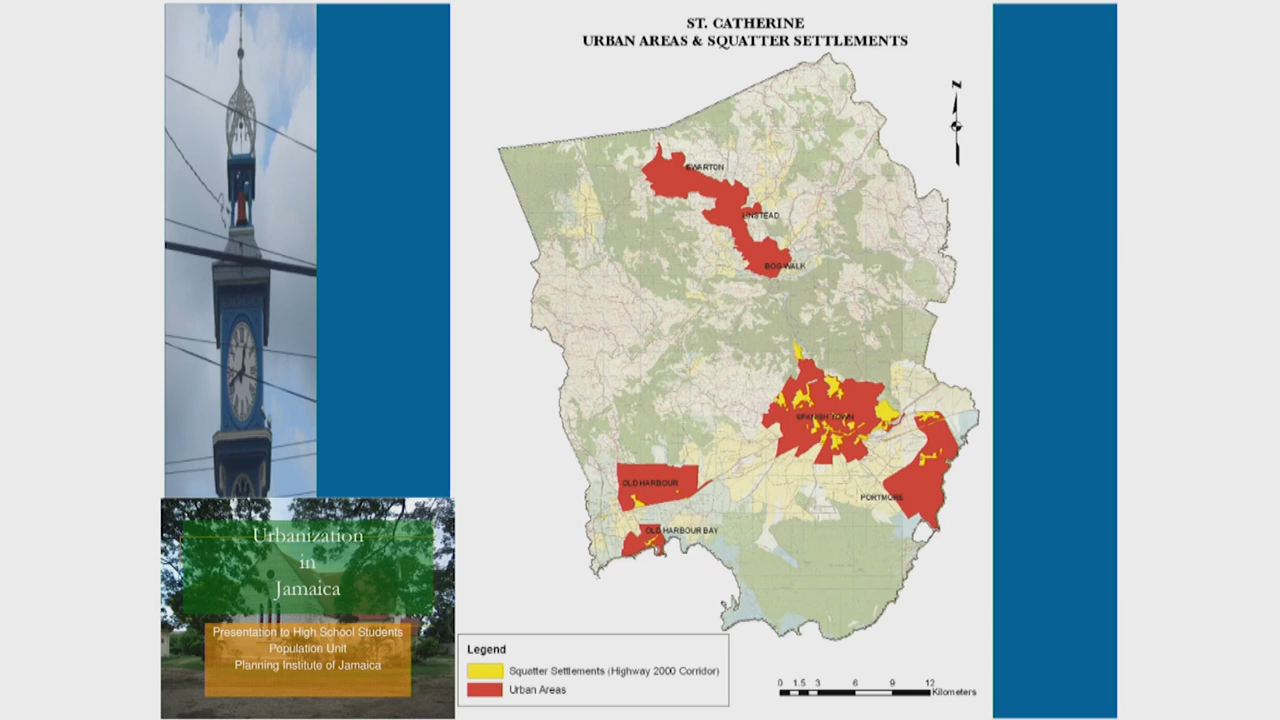 ST. CATHERINE
URBAN AREAS & SQUATTER SETTLEMENTS
Z
EWARTON
LINSTEAD
BOG WALK
SPANISH TOWN
OLD HARBOUR
PORTMORE
OLD HARBOUR BAY
Urbanization
in
Jamaica
Presentation to High School Students
Population Unit
Planning Institute of Jamaica
Legend
Squatter Settlements (Highway 2000 Corridor)
Urban Areas
0 1.5 3 6 9 12
Kilometers